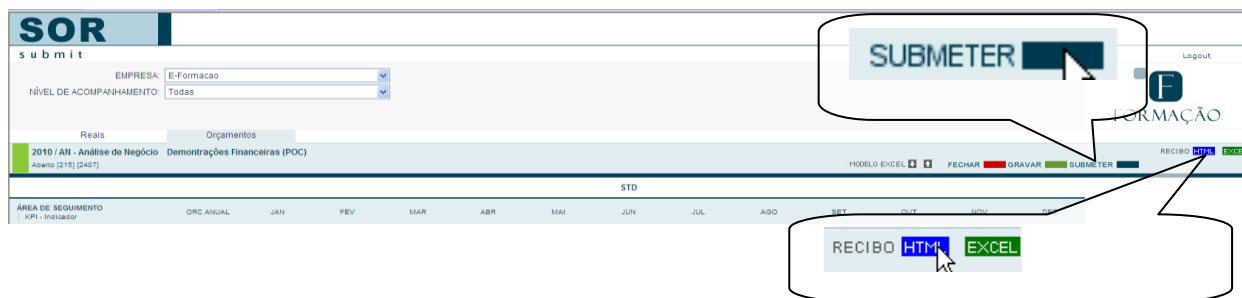 SOR
submit
SUBMETER
Logout
EMPRESA: E-Formacao
NÍVEL DE ACOMPANHAMENTO: Todas
F
FORMAÇÃO
Reais Orçamentos
2010 / AN - Análise de Negócio Demontrações Financeiras (POC)
Aberto [215] [2407]
MODELO EXCEL FECHAR GRAVAR SUBMETER
RECIBO HTML EXCEL
STD
ÁREA DE SEGUIMENTO
KPI - Indicador
ORC ANUAL JAN FEV MAR ABR MAI JUN JUL AGO SET OUT NOV DEZ
RECIBO HTML EXCEL